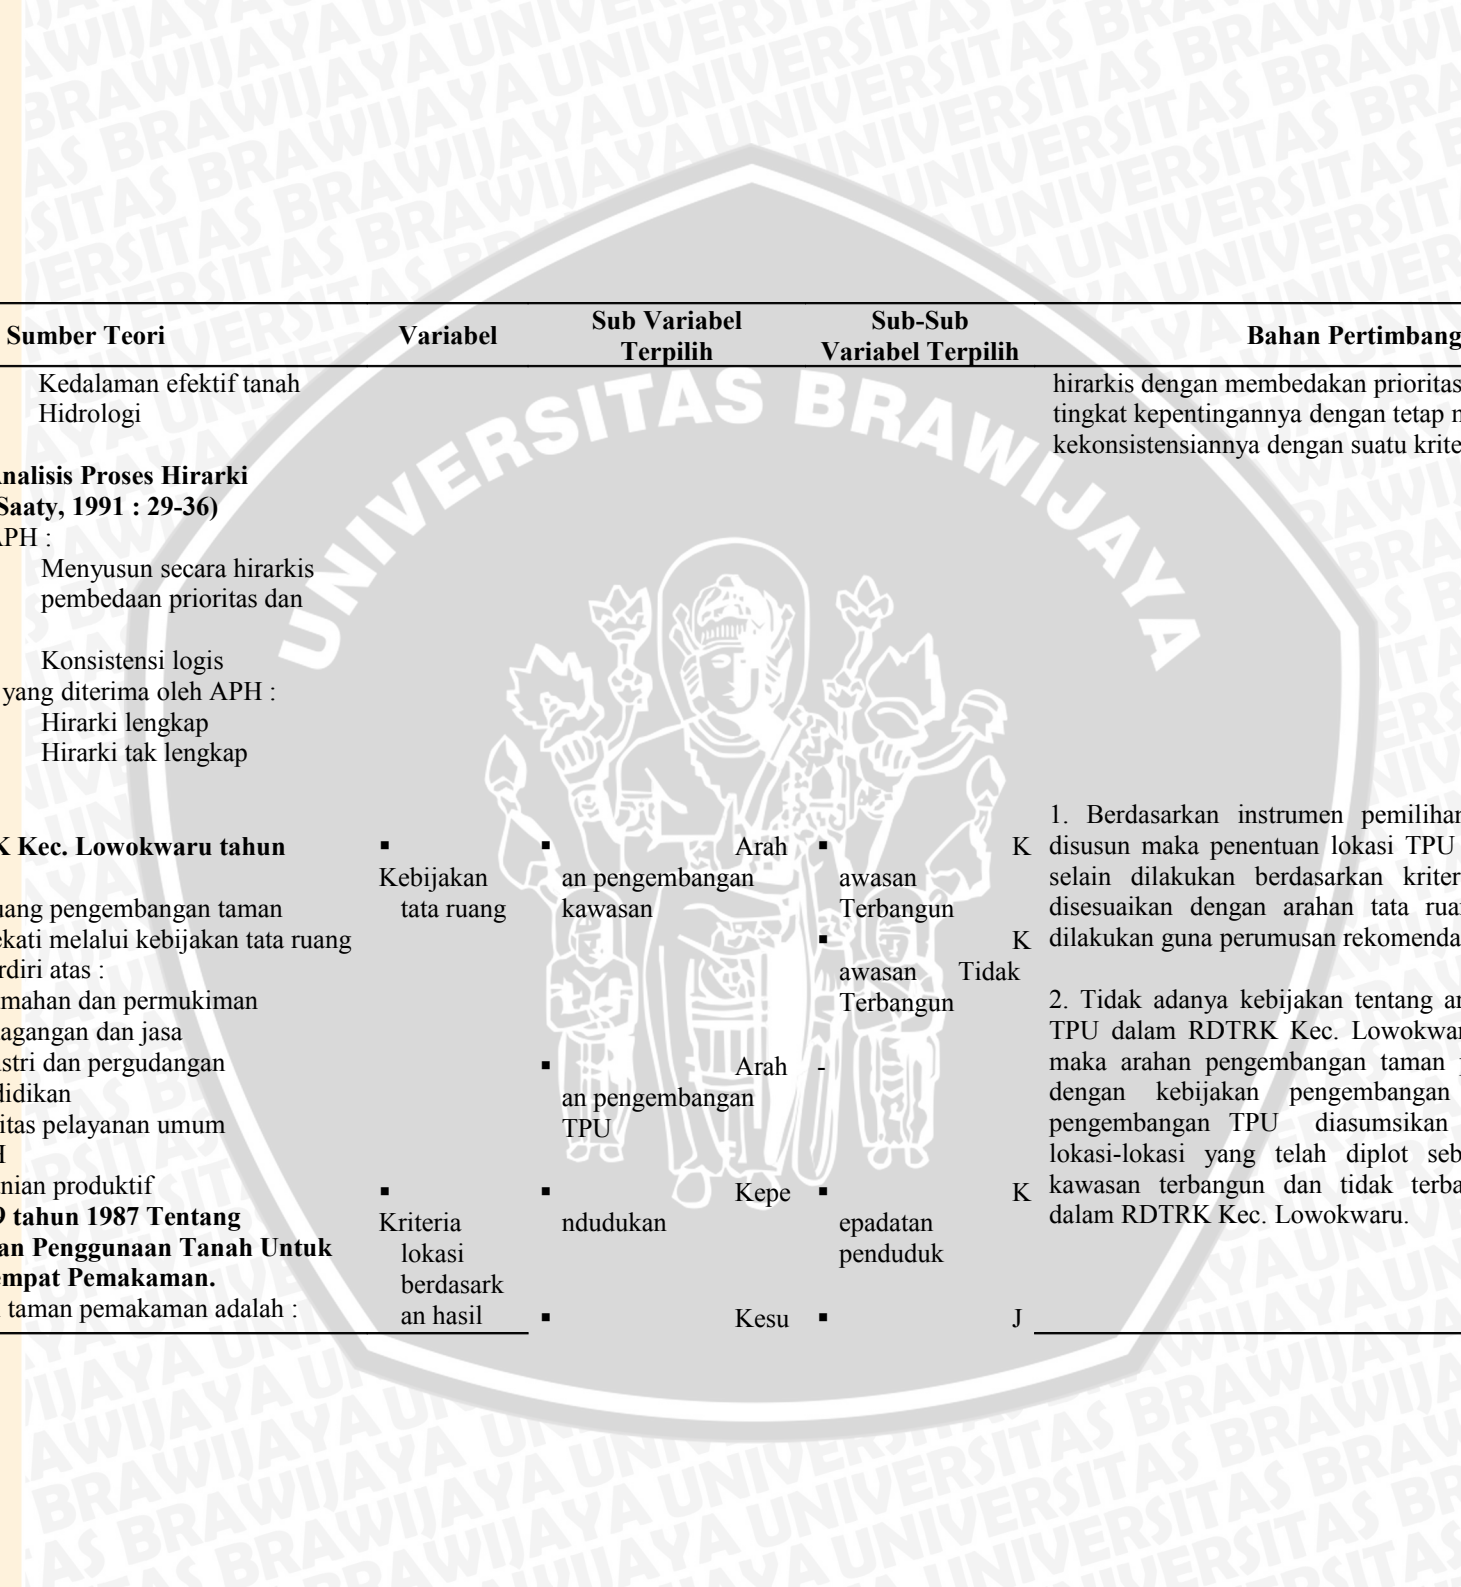 Sumber Teori
Variabel
Sub Variabel
Terpilih
Sub-Sub
Variabel Terpilih
Bahan Pertimbang
Kedalaman efektif tanah
Hidrologi
nalisis Proses Hirarki
Saaty, 1991 : 29-36)
APH :
Menyusun secara hirarkis
pembedaan prioritas dan
Konsistensi logis
yang diterima oleh APH :
Hirarki lengkap
Hirarki tak lengkap
K Kec. Lowokwaru tahun
uang pengembangan taman
ekati melalui kebijakan tata ruang
rdiri atas :
mahan dan permukiman
agangan dan jasa
stri dan pergudangan
didikan
itas pelayanan umum
H
nian produktif
9 tahun 1987 Tentang
an Penggunaan Tanah Untuk
empat Pemakaman.
taman pemakaman adalah :
▪
Kebijakan
tata ruang
▪
Kriteria
lokasi
berdasark
an hasil
▪ Arah
an pengembangan
kawasan
▪ Arah
an pengembangan
TPU
▪ Kepe
ndudukan
▪ Kesu
▪ K
awasan
Terbangun
▪ K
awasan Tidak
Terbangun
-
▪ K
epadatan
penduduk
▪ J
hirarkis dengan membedakan prioritas
tingkat kepentingannya dengan tetap m
kekonsistensiannya dengan suatu krite
1. Berdasarkan instrumen pemilihan
disusun maka penentuan lokasi TPU
selain dilakukan berdasarkan kriter
disesuaikan dengan arahan tata ruan
dilakukan guna perumusan rekomenda
2. Tidak adanya kebijakan tentang ar
TPU dalam RDTRK Kec. Lowokwar
maka arahan pengembangan taman p
dengan kebijakan pengembangan
pengembangan TPU diasumsikan
lokasi-lokasi yang telah diplot seb
kawasan terbangun dan tidak terba
dalam RDTRK Kec. Lowokwaru.
UNIVERSITAS BRAWIJAYA